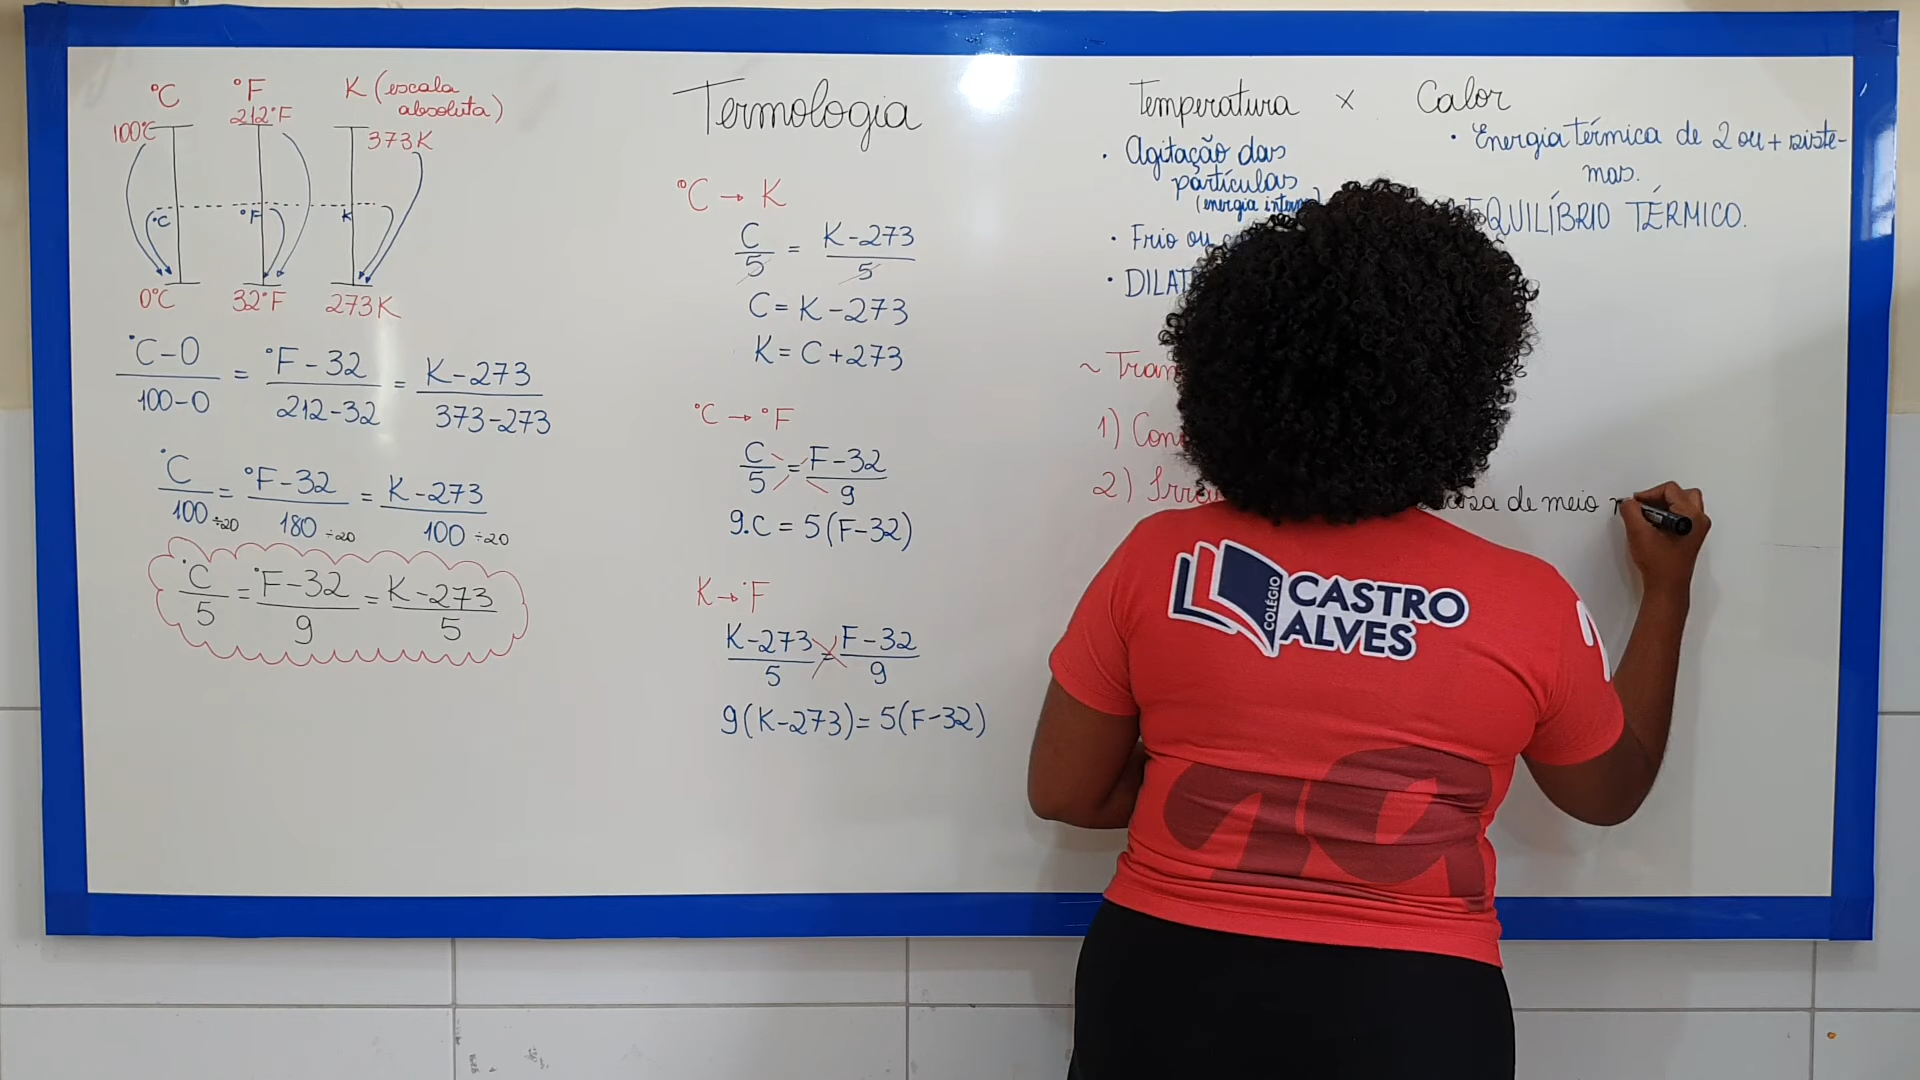 °C °F K (escala
absoluta)
100°C 212°F 373K
°C °F K
0°C 32°F 273K
°C-0 / 100-0 = °F-32 / 212-32 = K-273 / 373-273
°C / 100 ÷20 = °F-32 / 180 ÷20 = K-273 / 100 ÷20
°C / 5 = °F-32 / 9 = K-273 / 5
Termologia
°C → K
C / 5 = K-273 / 5
C = K-273
K = C+273
°C → °F
C / 5 = F-32 / 9
9.C = 5(F-32)
K → °F
K-273 / 5 = F-32 / 9
9(K-273) = 5(F-32)
Temperatura x Calor
• Agitação das
partículas
(energia
• Frio ou
• DILAT
• Energia térmica de 2 ou + siste-
mas.
EQUILÍBRIO TÉRMICO.
~ Tran
1) Con
2) Irra
de meio
COLÉGIO
CASTRO
ALVES